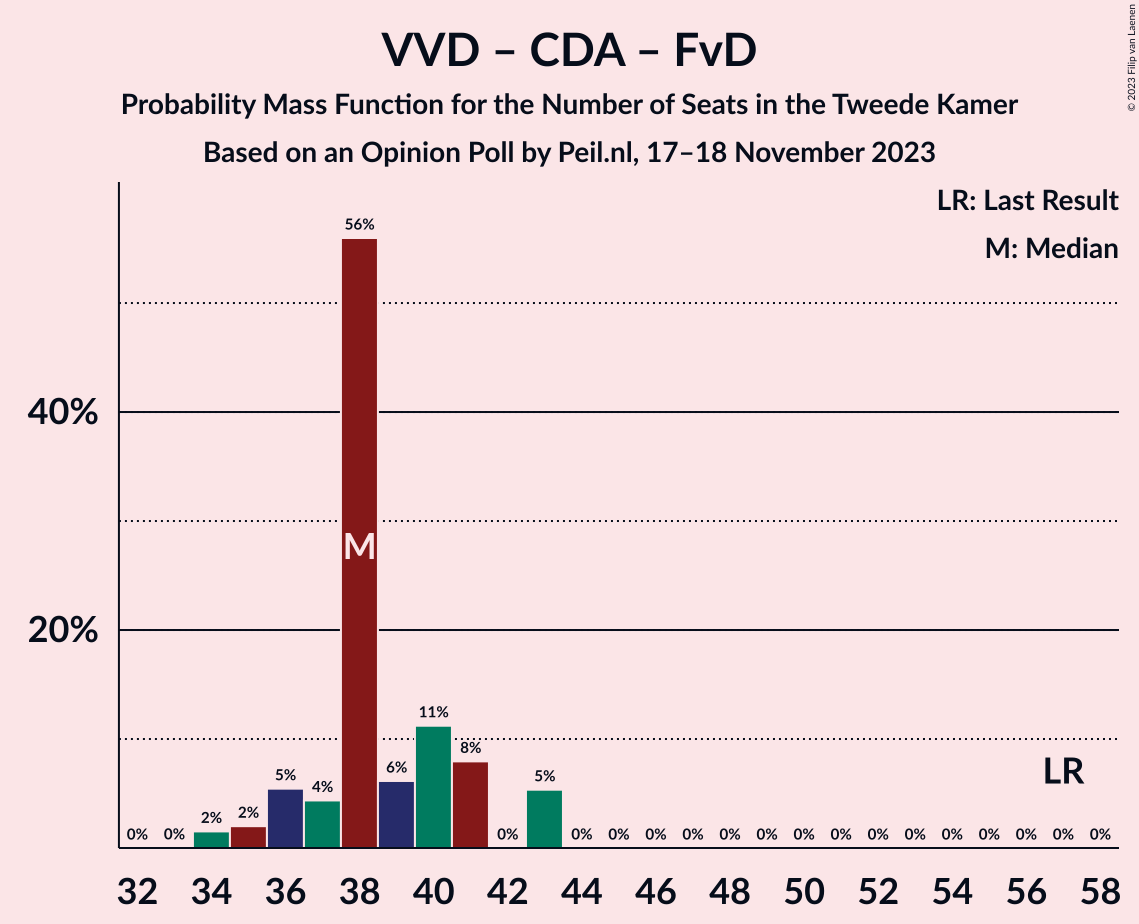 VVD – CDA – FvD
Probability Mass Function for the Number of Seats in the Tweede Kamer
Based on an Opinion Poll by Peil.nl, 17–18 November 2023
© 2023 Filip van Laenen
LR: Last Result
M: Median
56%
40%
M
20%
11%
8%
6%
5%
4%
5%
2%
2%
LR
0% 0% 0% 0% 0% 0% 0% 0% 0% 0% 0% 0% 0% 0% 0% 0% 0% 0%
32 34 36 38 40 42 44 46 48 50 52 54 56 58